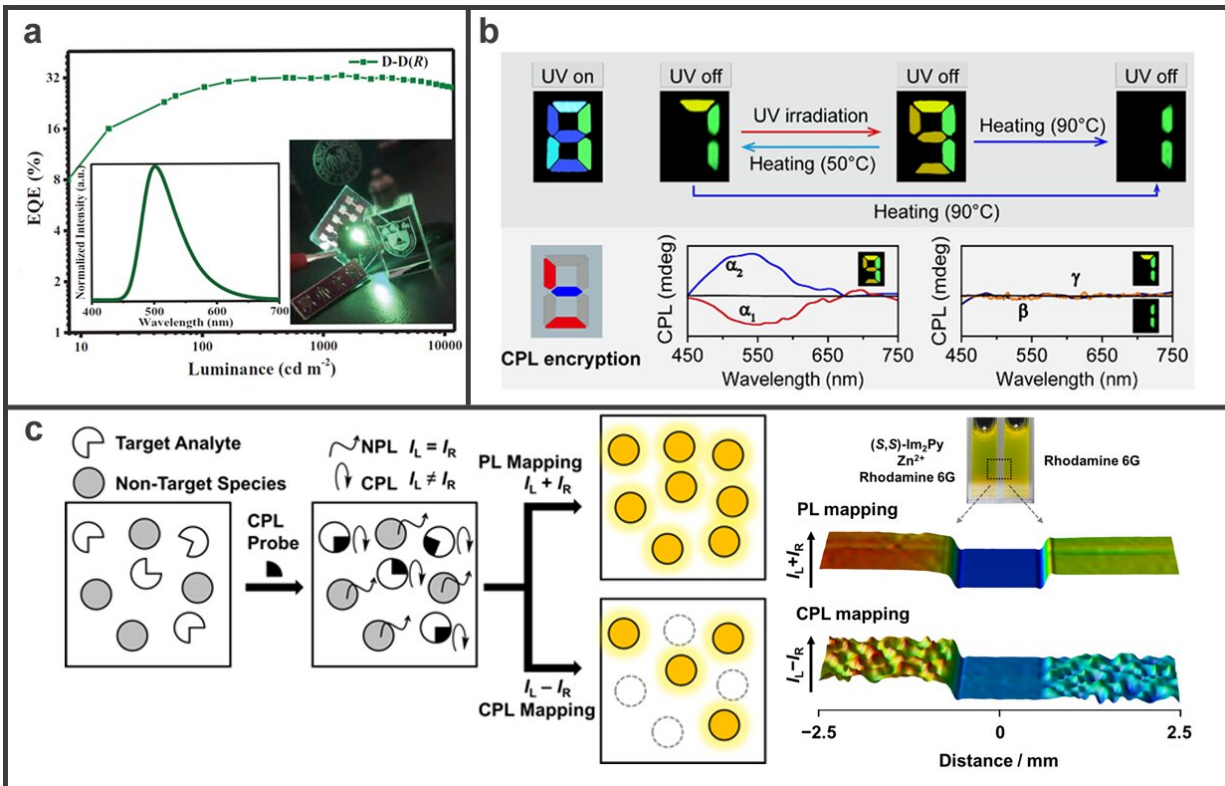 a
EQE (%)
32
16
8
4
2
1
D-D(R)
Normalized Intensity (a.u.)
400 500 600 700
Wavelength (nm)
10 100 1000 10000
Luminance (cd m⁻²)
b
UV on UV off UV off UV off
UV irradiation
Heating (50°C)
Heating (90°C)
Heating (90°C)
CPL encryption
CPL (mdeg)
α₂
α₁
450 550 650 750
Wavelength (nm)
CPL (mdeg)
γ
β
450 550 650 750
Wavelength (nm)
c
Target Analyte
Non-Target Species
NPL I_L = I_R
CPL I_L ≠ I_R
CPL
Probe
PL Mapping
I_L + I_R
I_L − I_R
CPL Mapping
(S,S)-Im₂Py
Zn²⁺
Rhodamine 6G
Rhodamine 6G
PL mapping
I_L+I_R
CPL mapping
I_L−I_R
−2.5 0 2.5
Distance / mm